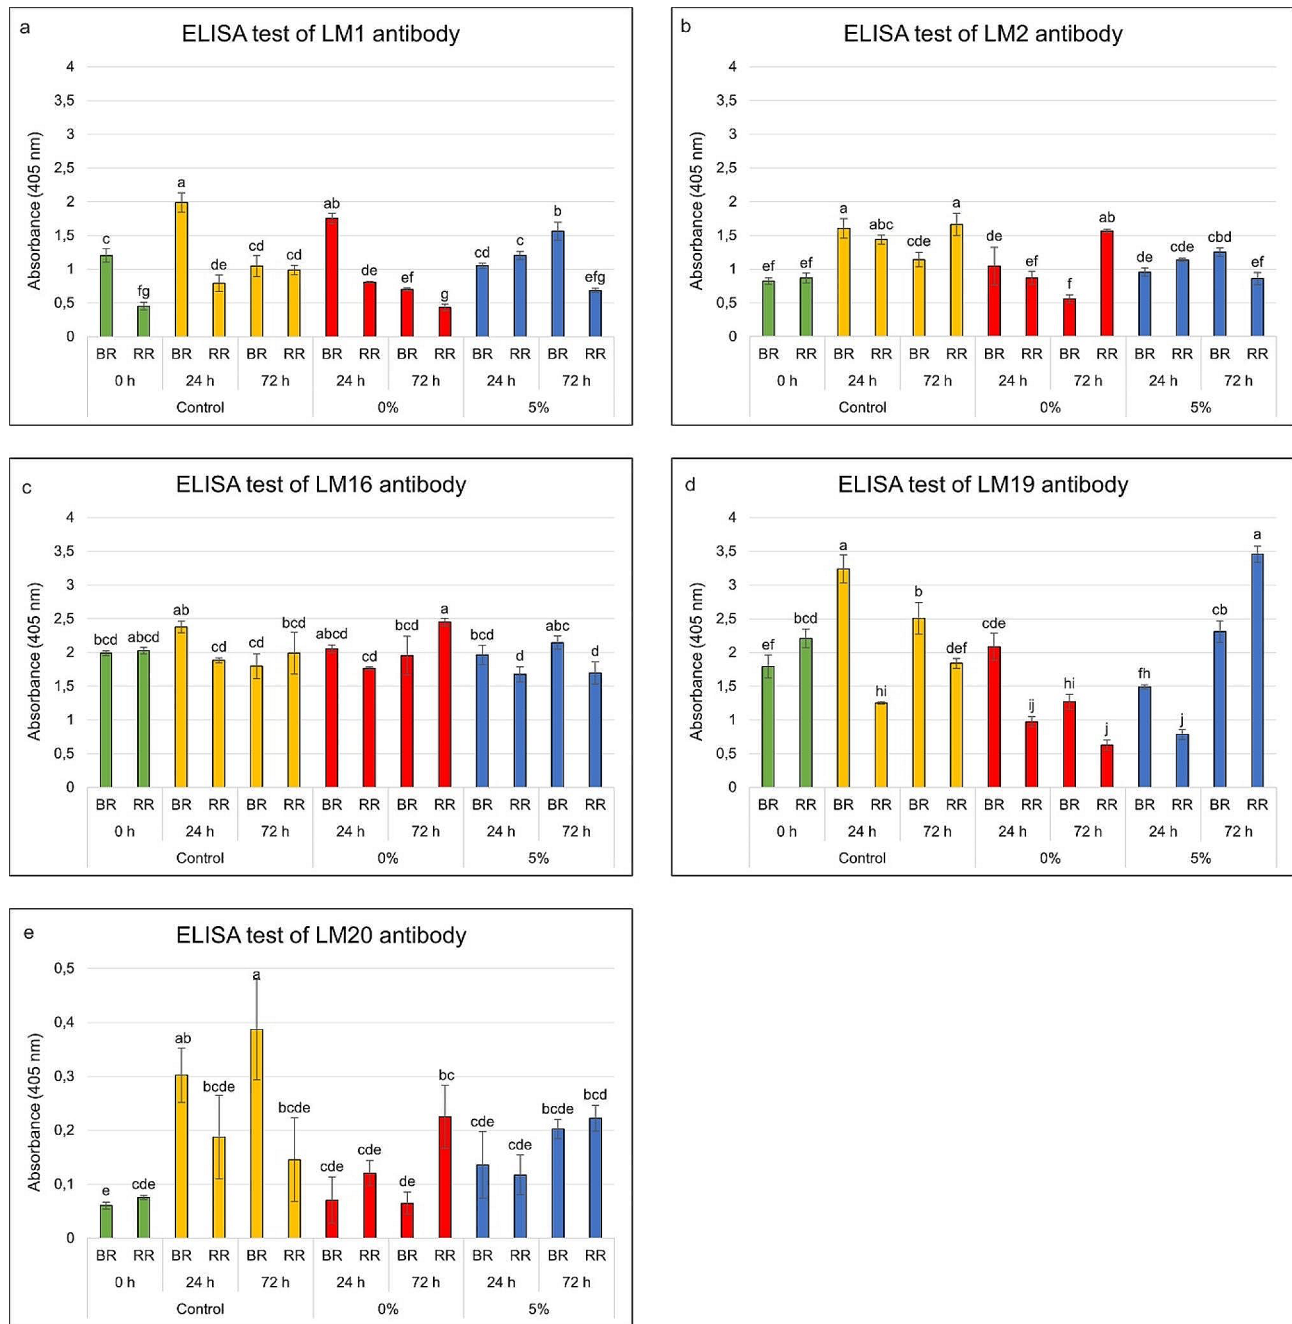 a
ELISA test of LM1 antibody
Absorbance (405 nm)
4
3,5
3
2,5
2
1,5
1
0,5
0
c fg a de cd cd ab de ef g cd c b efg
BR RR BR RR BR RR BR RR BR RR BR RR BR RR
0 h 24 h 72 h 24 h 72 h 24 h 72 h
Control 0% 5%
b
ELISA test of LM2 antibody
Absorbance (405 nm)
4
3,5
3
2,5
2
1,5
1
0,5
0
ef ef a abc cde a de ef f ab de cde cbd ef
BR RR BR RR BR RR BR RR BR RR BR RR BR RR
0 h 24 h 72 h 24 h 72 h 24 h 72 h
Control 0% 5%
c
ELISA test of LM16 antibody
Absorbance (405 nm)
4
3,5
3
2,5
2
1,5
1
0,5
0
bcd abcd ab cd cd bcd abcd cd bcd a bcd d abc d
BR RR BR RR BR RR BR RR BR RR BR RR BR RR
0 h 24 h 72 h 24 h 72 h 24 h 72 h
Control 0% 5%
d
ELISA test of LM19 antibody
Absorbance (405 nm)
4
3,5
3
2,5
2
1,5
1
0,5
0
ef bcd a hi b def cde ij hi j fh j cb a
BR RR BR RR BR RR BR RR BR RR BR RR BR RR
0 h 24 h 72 h 24 h 72 h 24 h 72 h
Control 0% 5%
e
ELISA test of LM20 antibody
Absorbance (405 nm)
0,5
0,4
0,3
0,2
0,1
0
e cde ab bcde a bcde cde cde de bc cde cde bcde bcd
BR RR BR RR BR RR BR RR BR RR BR RR BR RR
0 h 24 h 72 h 24 h 72 h 24 h 72 h
Control 0% 5%